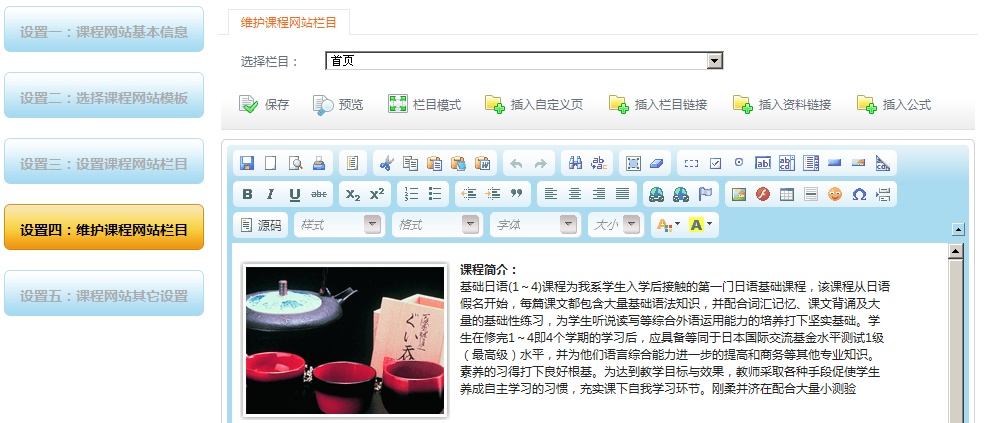 设置一：课程网站基本信息
设置二：选择课程网站模板
设置三：设置课程网站栏目
设置四：维护课程网站栏目
设置五：课程网站其它设置
维护课程网站栏目
选择栏目： 首页
保存 预览 栏目模式 插入自定义页 插入栏目链接 插入资料链接 插入公式
B I U abc X₂ X²
源码 样式 格式 字体 大小 A A
课程简介：
基础日语(1～4)课程为我系学生入学后接触的第一门日语基础课程，该课程从日语
假名开始，每篇课文都包含大量基础语法知识，并配合词汇记忆、课文背诵及大
量的基础性练习，为学生听说读写等综合外语运用能力的培养打下坚实基础。学
生在修完1～4即4个学期的学习后，应具备等同于日本国际交流基金水平测试1级
（最高级）水平，并为他们语言综合能力进一步的提高和商务等其他专业知识。
素养的习得打下良好根基。为达到教学目标与效果，教师采取各种手段促使学生
养成自主学习的习惯，充实课下自我学习环节。刚柔并济在配合大量小测验
ぐい呑